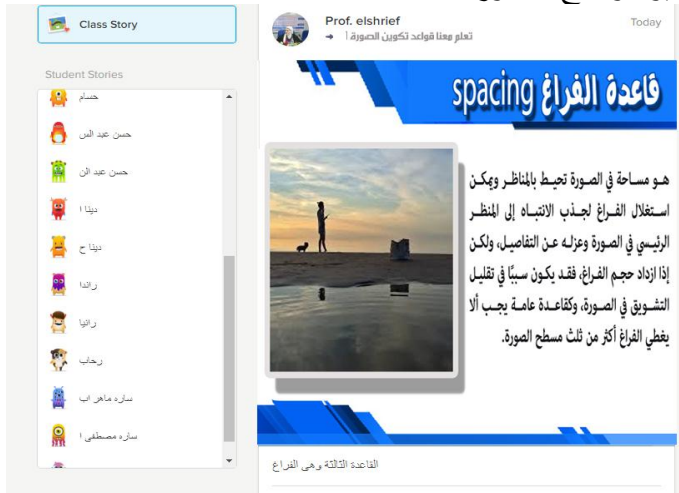 Class Story
Student Stories
حسام
حسن عبد الس
حسن عبد الن
دينا ا
دينا ح
راندا
رانيا
رحاب
ساره ماهر اب
ساره مصطفى ا
Prof. elshrief
Today
تعلم معنا قواعد تكوين الصورة ا
قاعدة الفراغ spacing
هو مساحة في الصورة تحيط بالمناظر ويمكن
استغلال الفراغ لجذب الانتباه إلى المنظر
الرئيسي في الصورة وعزله عن التفاصيل، ولكن
إذا ازداد حجم الفراغ، فقد يكون سببًا في تقليل
التشويق في الصورة، وكقاعدة عامة يجب ألا
يغطي الفراغ أكثر من ثلث مسطح الصورة.
القاعدة الثالثة وهى الفراغ